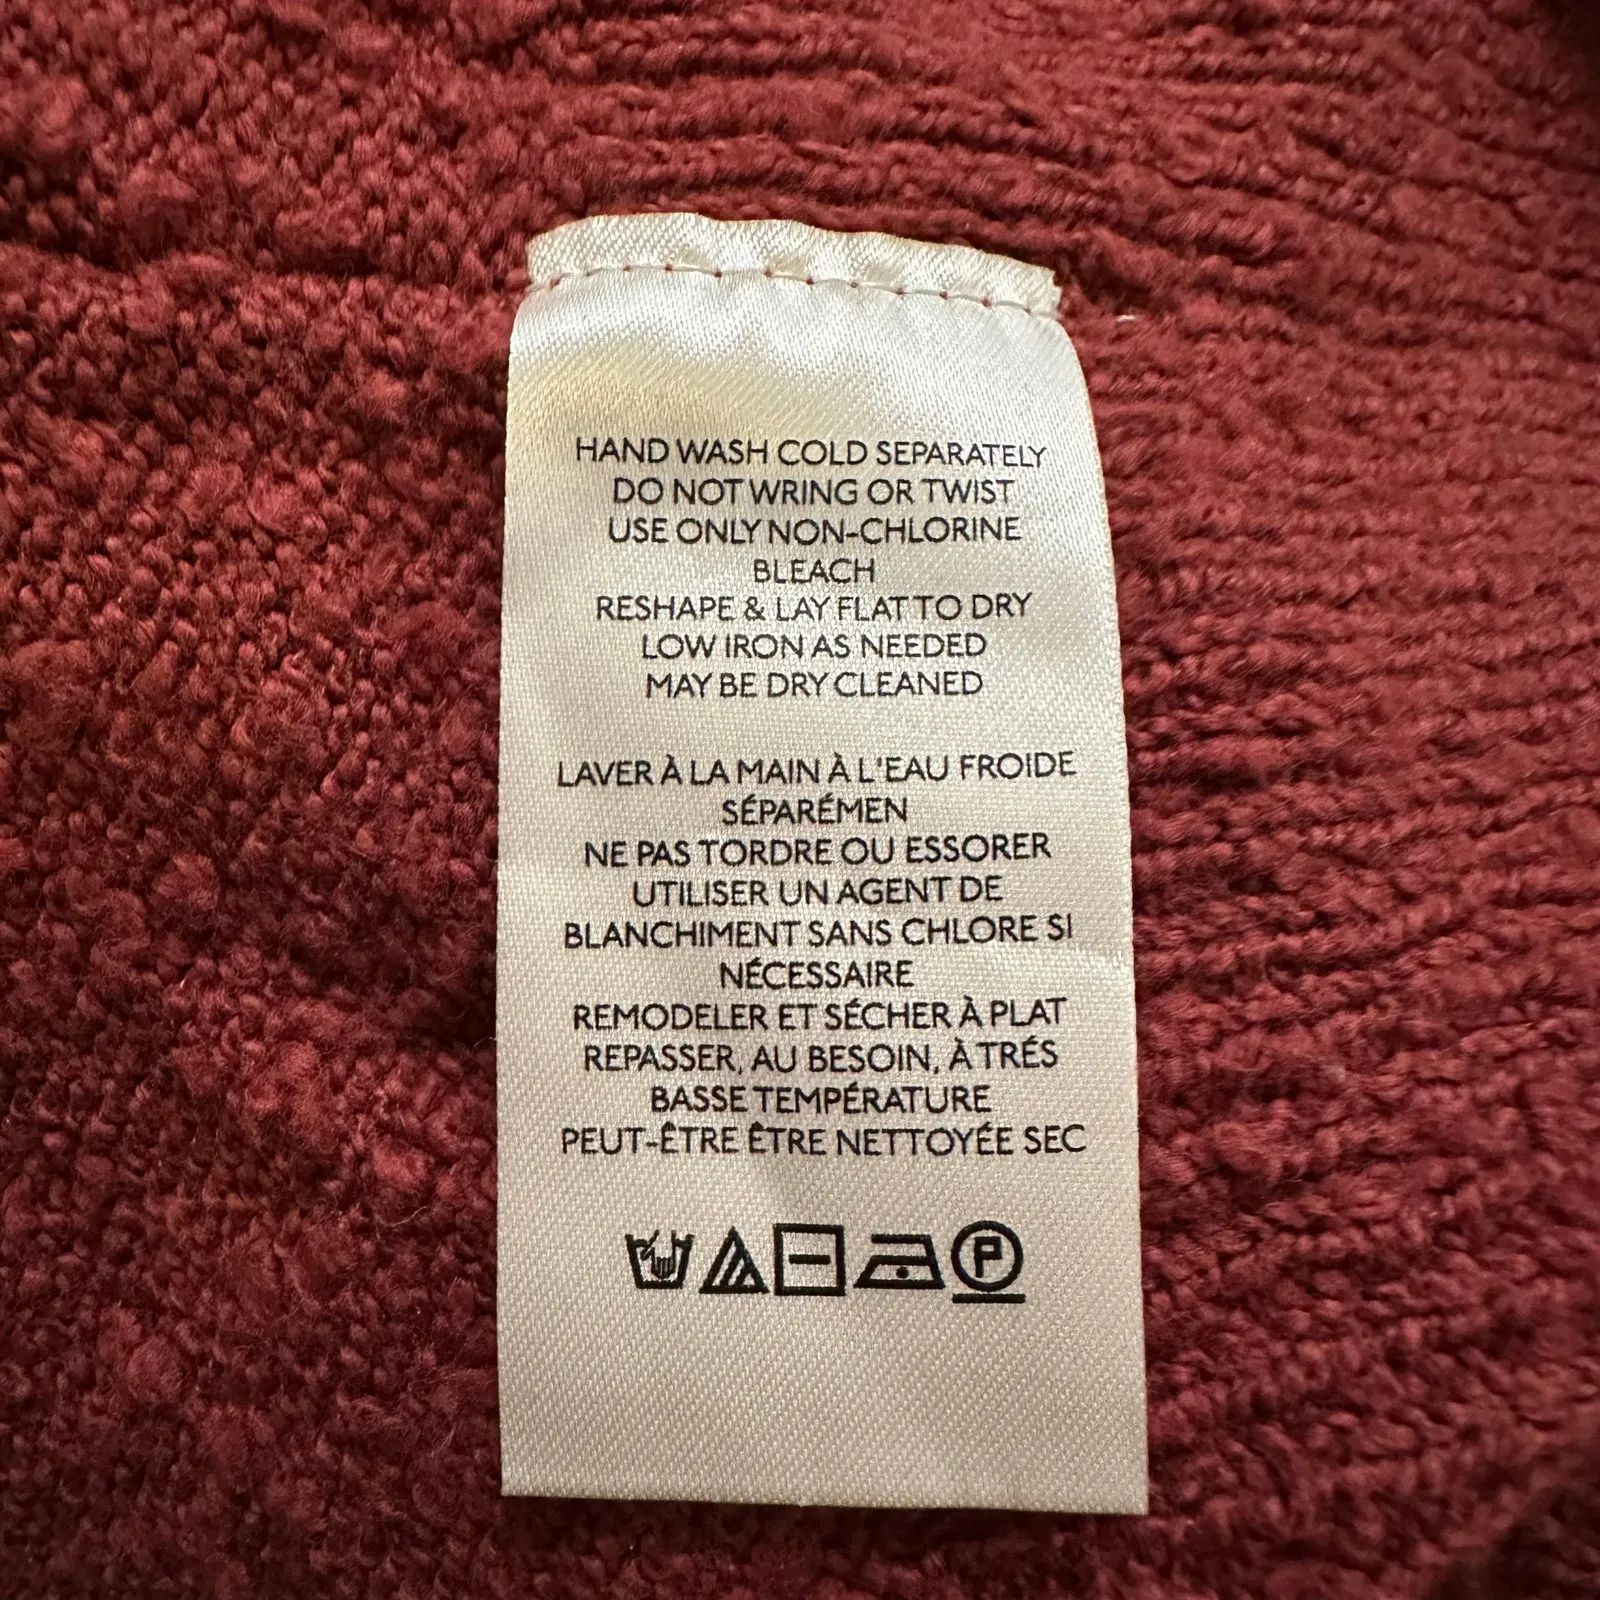 HAND WASH COLD SEPARATELY
DO NOT WRING OR TWIST
USE ONLY NON-CHLORINE
BLEACH
RESHAPE & LAY FLAT TO DRY
LOW IRON AS NEEDED
MAY BE DRY CLEANED
LAVER À LA MAIN À L'EAU FROIDE
SÉPARÉMEN
NE PAS TORDRE OU ESSORER
UTILISER UN AGENT DE
BLANCHIMENT SANS CHLORE SI
NÉCESSAIRE
REMODELER ET SÉCHER À PLAT
REPASSER, AU BESOIN, À TRÉS
BASSE TEMPÉRATURE
PEUT-ÊTRE ÊTRE NETTOYÉE SEC
P